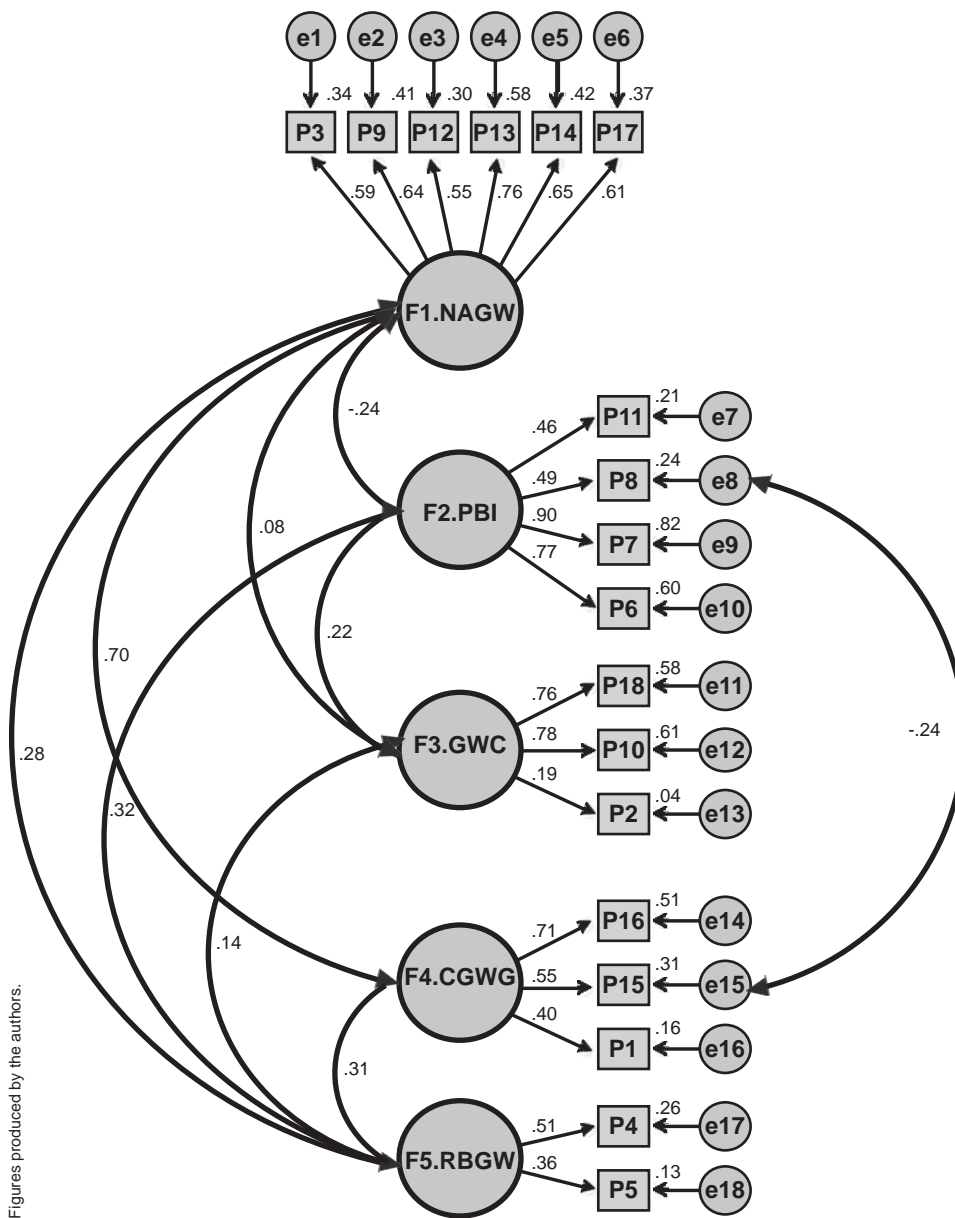 e1 e2 e3 e4 e5 e6
.34 .41 .30 .58 .42 .37
P3 P9 P12 P13 P14 P17
.59 .64 .55 .76 .65 .61
F1.NAGW
-.24
.08
.70
.28
F2.PBI
.46 P11 .21 e7
.49 P8 .24 e8
.90 P7 .82 e9
.77 P6 .60 e10
.22
.32
-.24
F3.GWC
.76 P18 .58 e11
.78 P10 .61 e12
.19 P2 .04 e13
.14
F4.CGWG
.71 P16 .51 e14
.55 P15 .31 e15
.40 P1 .16 e16
.31
F5.RBGW
.51 P4 .26 e17
.36 P5 .13 e18
Figures produced by the authors.